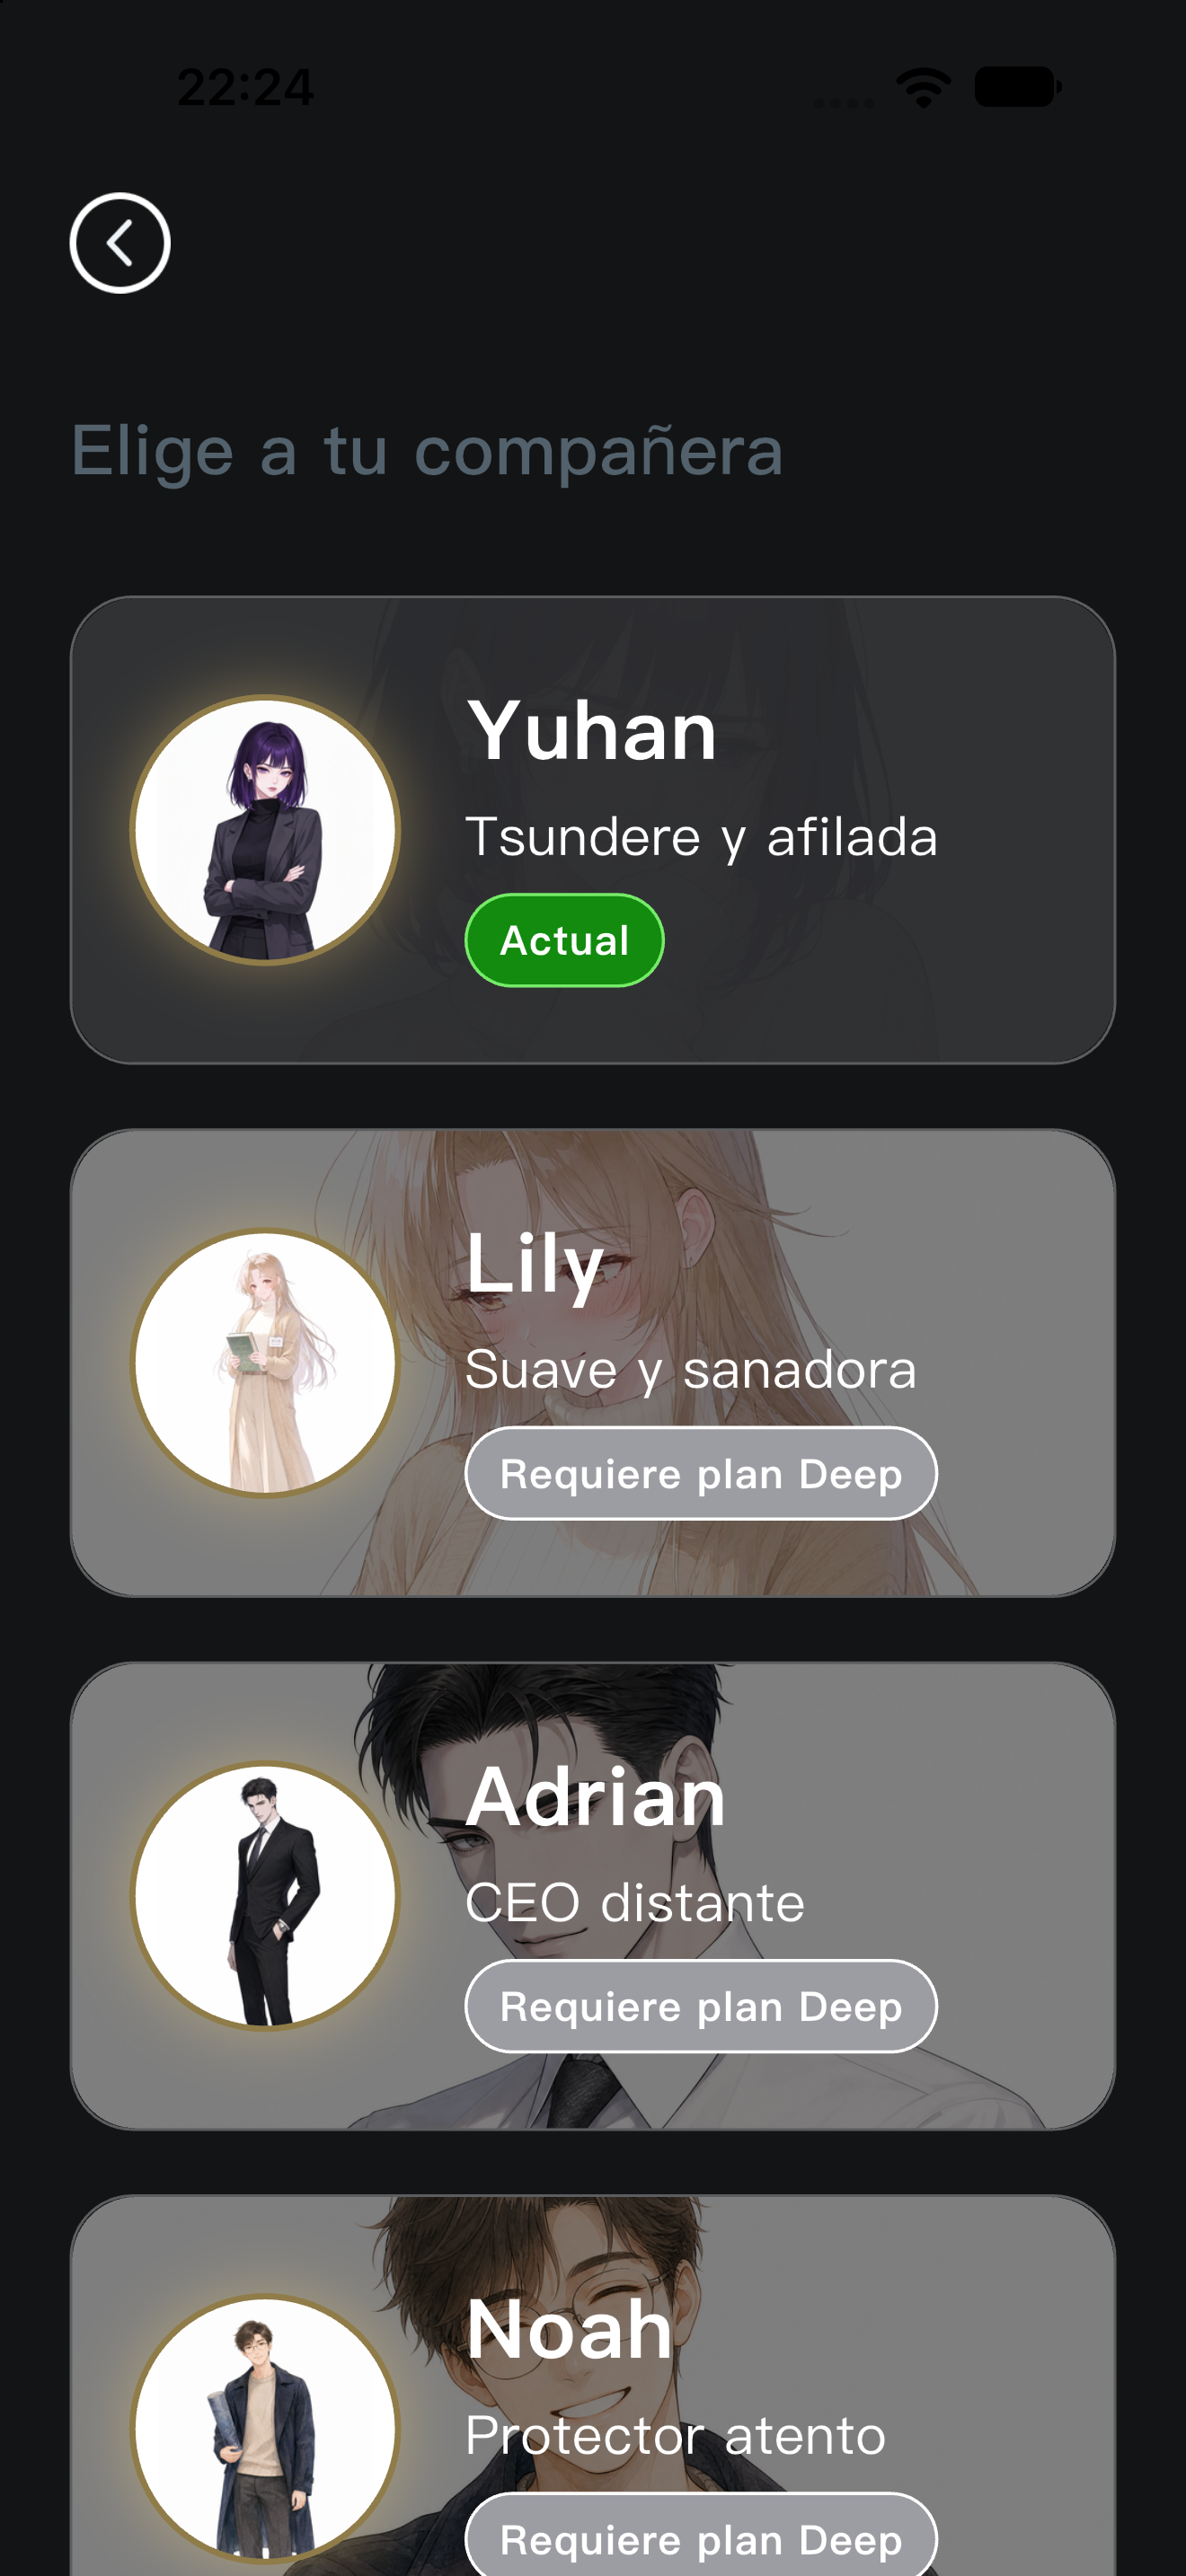 22:24
Elige a tu compañera
Yuhan
Tsundere y afilada
Actual
Lily
Suave y sanadora
Requiere plan Deep
Adrian
CEO distante
Requiere plan Deep
Noah
Protector atento
Requiere plan Deep